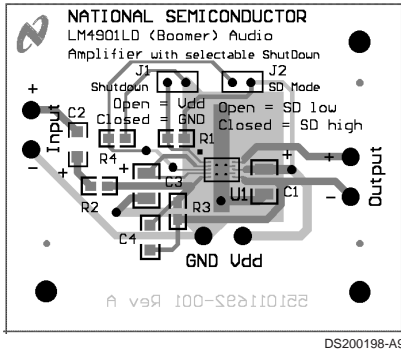 NATIONAL SEMICONDUCTOR
LM4901LD (Boomer) Audio
Amplifier with selectable ShutDown
J1
J2
Shutdown
SD Mode
Open = Vdd
Closed = GND
Open = SD low
Closed = SD high
+
Input
-
C2
R1
R4
+
R2
+
C3
R3
C4
U1
+
C1
+
Output
-
GND Vdd
551011692-001 Rev A
DS200198-A9